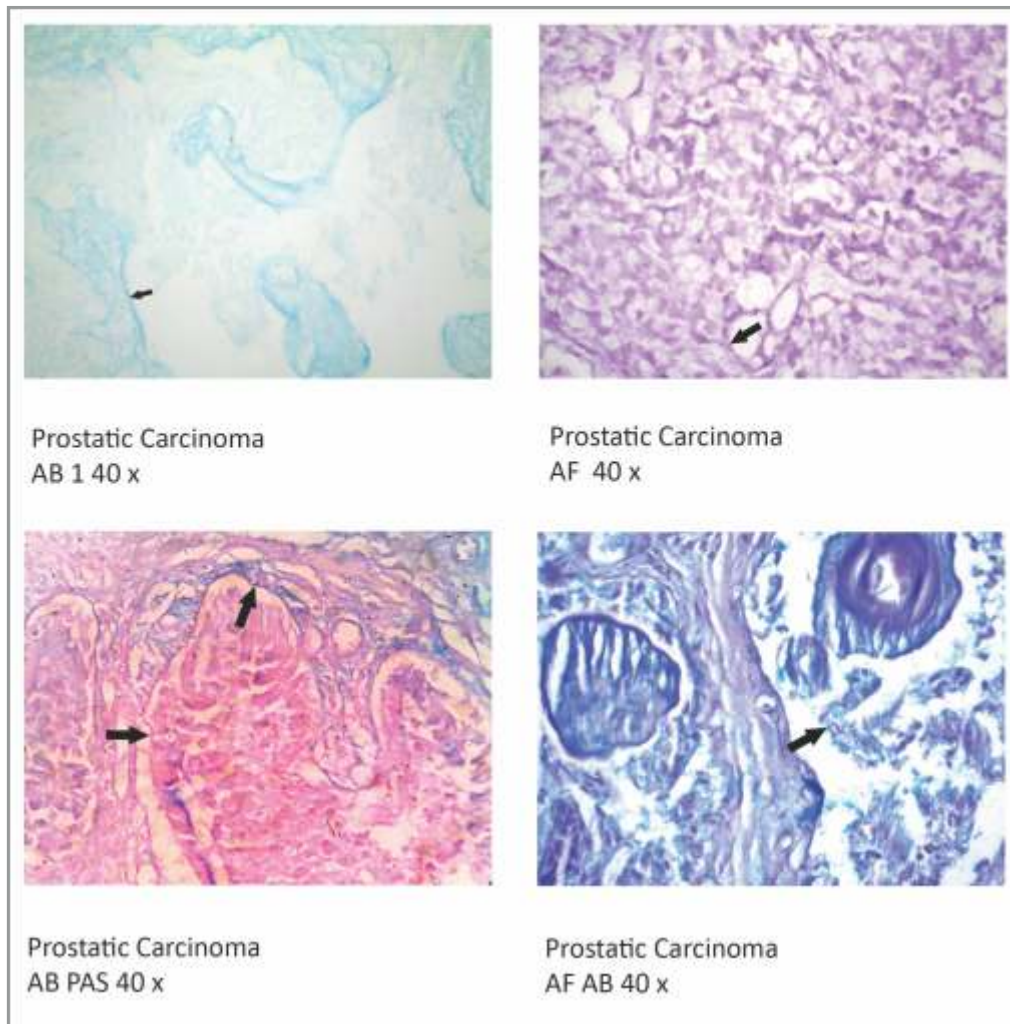 Prostatic Carcinoma
AB 1 40 x
Prostatic Carcinoma
AF 40 x
Prostatic Carcinoma
AB PAS 40 x
Prostatic Carcinoma
AF AB 40 x